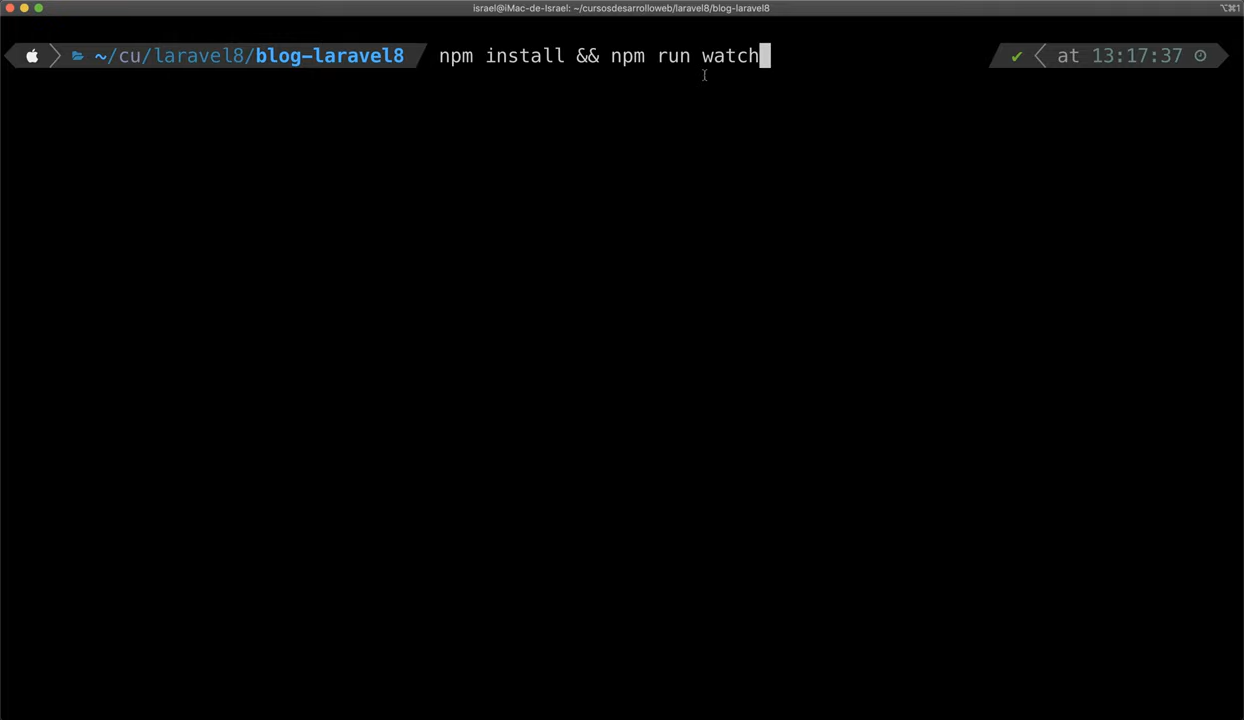 israel@iMac-de-Israel: ~/cursosdesarrolloweb/laravel8/blog-laravel8
⌥⌘1
~/cu/laravel8/blog-laravel8 npm install && npm run watch ✔ at 13:17:37